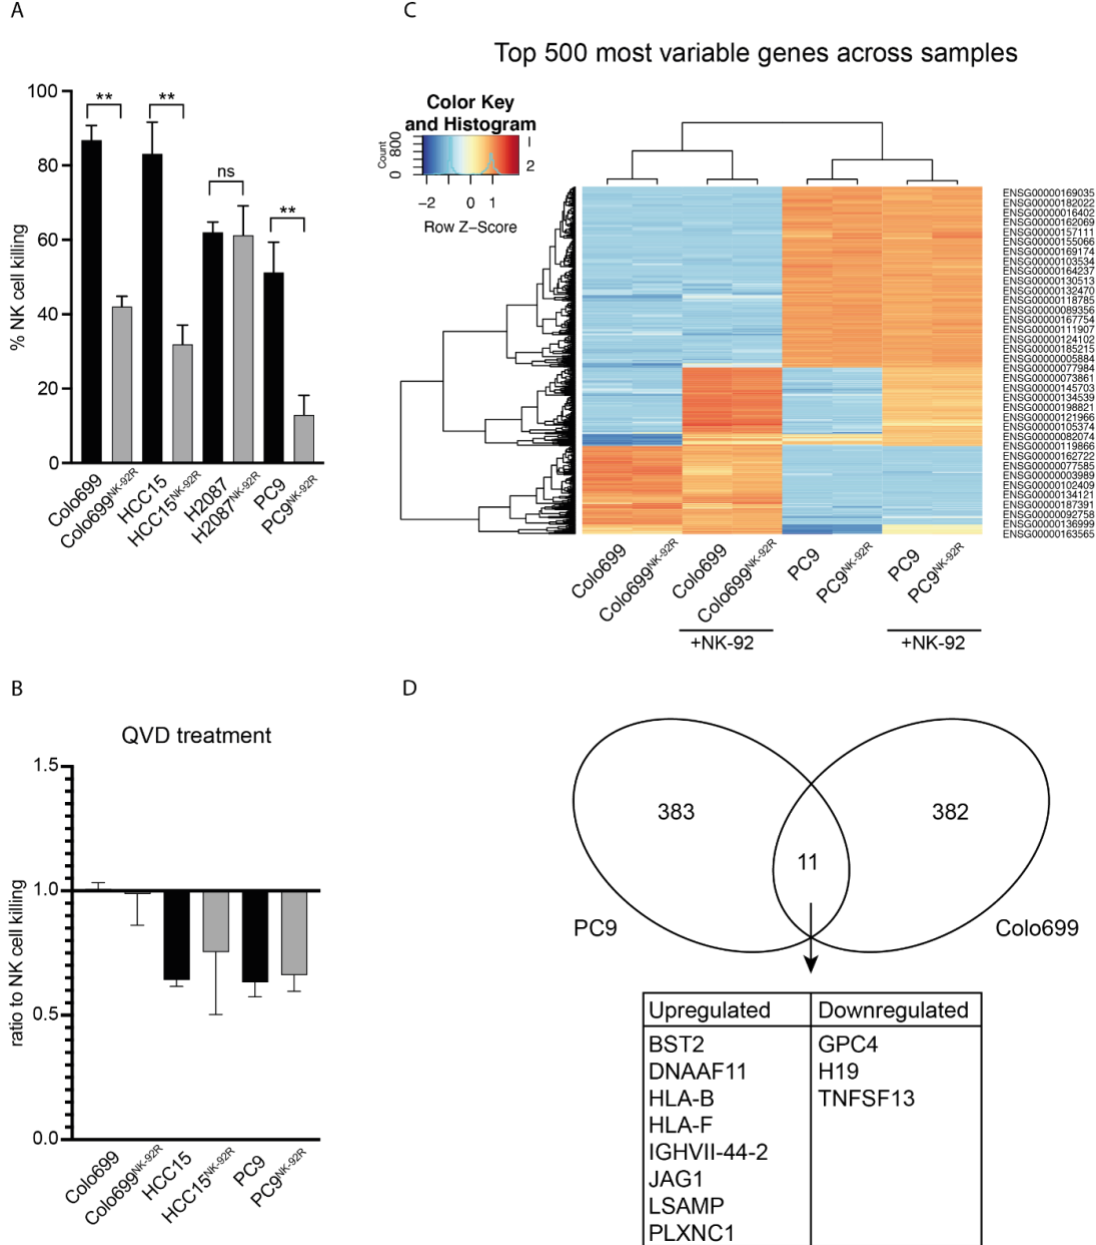 A
100
80
60
40
20
0
% NK cell killing
**
**
ns
**
Colo699
Colo699NK-92R
HCC15
HCC15NK-92R
H2087
H2087NK-92R
PC9
PC9NK-92R
C
Top 500 most variable genes across samples
Color Key
and Histogram
Count
0
800
−2
0
1
2
Row Z−Score
ENSG00000169035
ENSG00000182022
ENSG00000016402
ENSG00000162069
ENSG00000157111
ENSG00000155066
ENSG00000169174
ENSG00000103534
ENSG00000164237
ENSG00000130513
ENSG00000132470
ENSG00000118785
ENSG00000089356
ENSG00000167754
ENSG00000111907
ENSG00000124102
ENSG00000185215
ENSG00000005884
ENSG00000077984
ENSG00000073861
ENSG00000145703
ENSG00000134539
ENSG00000198821
ENSG00000121966
ENSG00000105374
ENSG00000082074
ENSG00000119866
ENSG00000162722
ENSG00000077585
ENSG00000003989
ENSG00000102409
ENSG00000134121
ENSG00000187391
ENSG00000092758
ENSG00000136999
ENSG00000163565
Colo699
Colo699NK-92R
Colo699
Colo699NK-92R
PC9
PC9NK-92R
PC9
PC9NK-92R
+NK-92
+NK-92
B
QVD treatment
1.5
1.0
0.5
0.0
ratio to NK cell killing
Colo699
Colo699NK-92R
HCC15
HCC15NK-92R
PC9
PC9NK-92R
D
383
11
382
PC9
Colo699
Upregulated
Downregulated
BST2
GPC4
DNAAF11
H19
HLA-B
TNFSF13
HLA-F
IGHVII-44-2
JAG1
LSAMP
PLXNC1